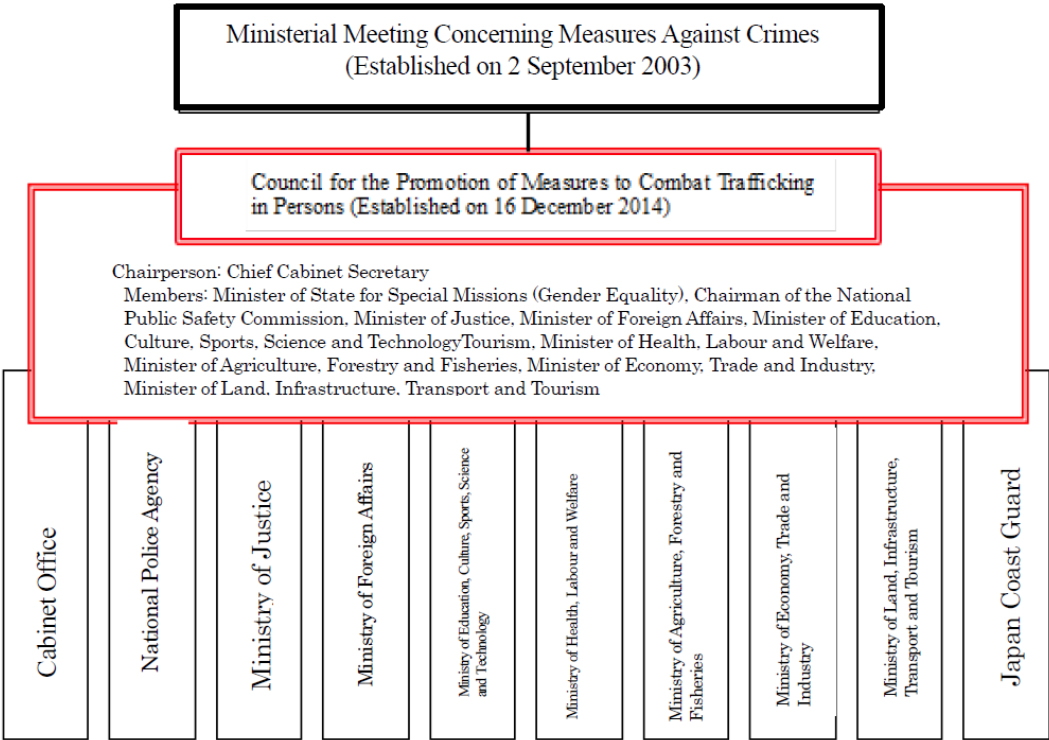 Ministerial Meeting Concerning Measures Against Crimes
(Established on 2 September 2003)
Council for the Promotion of Measures to Combat Trafficking
in Persons (Established on 16 December 2014)
Chairperson: Chief Cabinet Secretary
Members: Minister of State for Special Missions (Gender Equality), Chairman of the National
Public Safety Commission, Minister of Justice, Minister of Foreign Affairs, Minister of Education,
Culture, Sports, Science and TechnologyTourism, Minister of Health, Labour and Welfare,
Minister of Agriculture, Forestry and Fisheries, Minister of Economy, Trade and Industry,
Minister of Land, Infrastructure, Transport and Tourism
Cabinet Office
National Police Agency
Ministry of Justice
Ministry of Foreign Affairs
Ministry of Education, Culture, Sports, Science
and Technology
Ministry of Health, Labour and Welfare
Ministry of Agriculture, Forestry and
Fisheries
Ministry of Economy, Trade and
Industry
Ministry of Land, Infrastructure,
Transport and Tourism
Japan Coast Guard